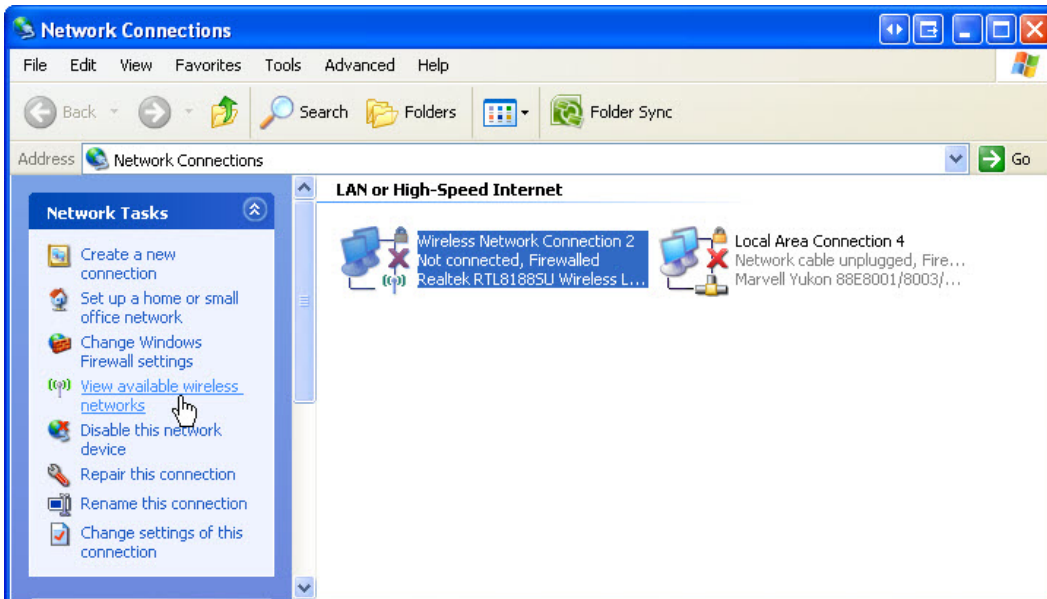 Network Connections
File Edit View Favorites Tools Advanced Help
Back Search Folders Folder Sync
Address Network Connections Go
Network Tasks
Create a new
connection
Set up a home or small
office network
Change Windows
Firewall settings
View available wireless
networks
Disable this network
device
Repair this connection
Rename this connection
Change settings of this
connection
LAN or High-Speed Internet
Wireless Network Connection 2
Not connected, Firewalled
Realtek RTL8188SU Wireless L...
Local Area Connection 4
Network cable unplugged, Fire...
Marvell Yukon 88E8001/8003/...